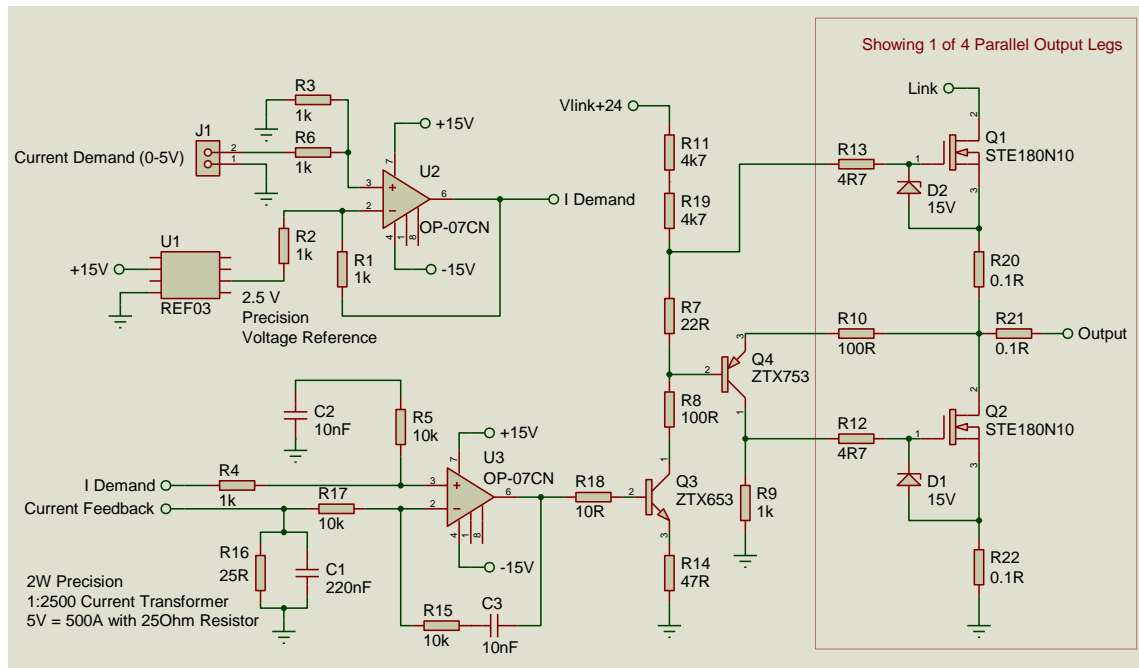 Showing 1 of 4 Parallel Output Legs
Link
2
Q1
STE180N10
1
3
R13
4R7
D2
15V
R20
0.1R
R21
0.1R
Output
R10
100R
Q2
STE180N10
2
1
3
R12
4R7
D1
15V
R22
0.1R
Vlink+24
R11
4k7
R19
4k7
R7
22R
R8
100R
Q4
ZTX753
3
2
1
R9
1k
Q3
ZTX653
1
2
3
R14
47R
R18
10R
R3
1k
J1
2
1
Current Demand (0-5V)
R6
1k
+15V
7
U2
3
2
6
OP-07CN
4
1
8
-15V
I Demand
R2
1k
R1
1k
U1
+15V
REF03
2.5 V
Precision
Voltage Reference
C2
10nF
R5
10k
+15V
7
U3
OP-07CN
3
2
6
4
1
8
-15V
I Demand
R4
1k
Current Feedback
R17
10k
R16
25R
C1
220nF
R15
10k
C3
10nF
2W Precision
1:2500 Current Transformer
5V = 500A with 25Ohm Resistor